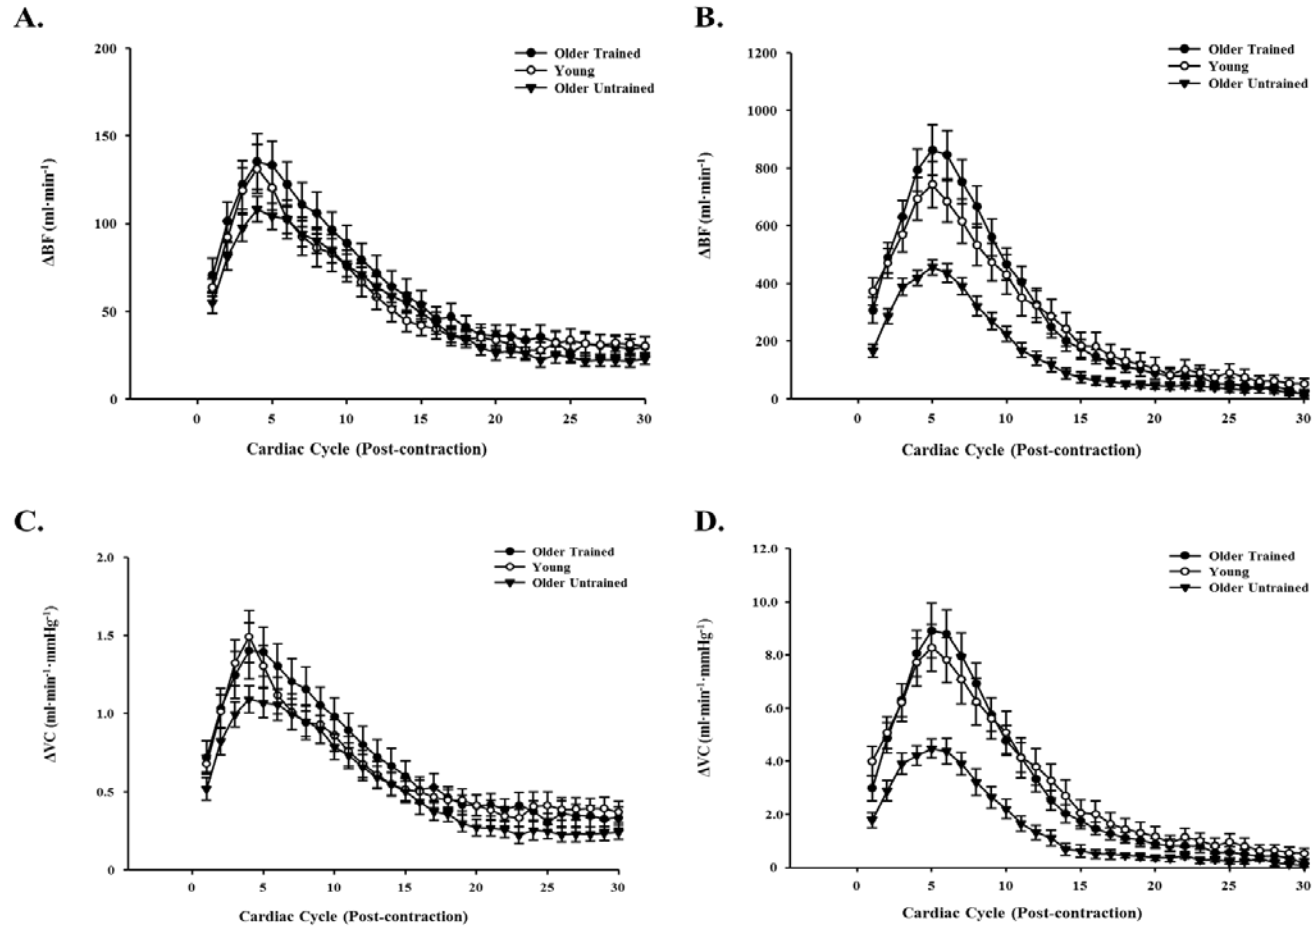 A.
200
150
100
50
0
ΔBF (ml·min⁻¹)
Older Trained
Young
Older Untrained
0 5 10 15 20 25 30
Cardiac Cycle (Post-contraction)
B.
1200
1000
800
600
400
200
0
ΔBF (ml·min⁻¹)
Older Trained
Young
Older Untrained
0 5 10 15 20 25 30
Cardiac Cycle (Post-contraction)
C.
2.0
1.5
1.0
0.5
0
ΔVC (ml·min⁻¹·mmHg⁻¹)
Older Trained
Young
Older Untrained
0 5 10 15 20 25 30
Cardiac Cycle (Post-contraction)
D.
12.0
10.0
8.0
6.0
4.0
2.0
0
ΔVC (ml·min⁻¹·mmHg⁻¹)
Older Trained
Young
Older Untrained
0 5 10 15 20 25 30
Cardiac Cycle (Post-contraction)